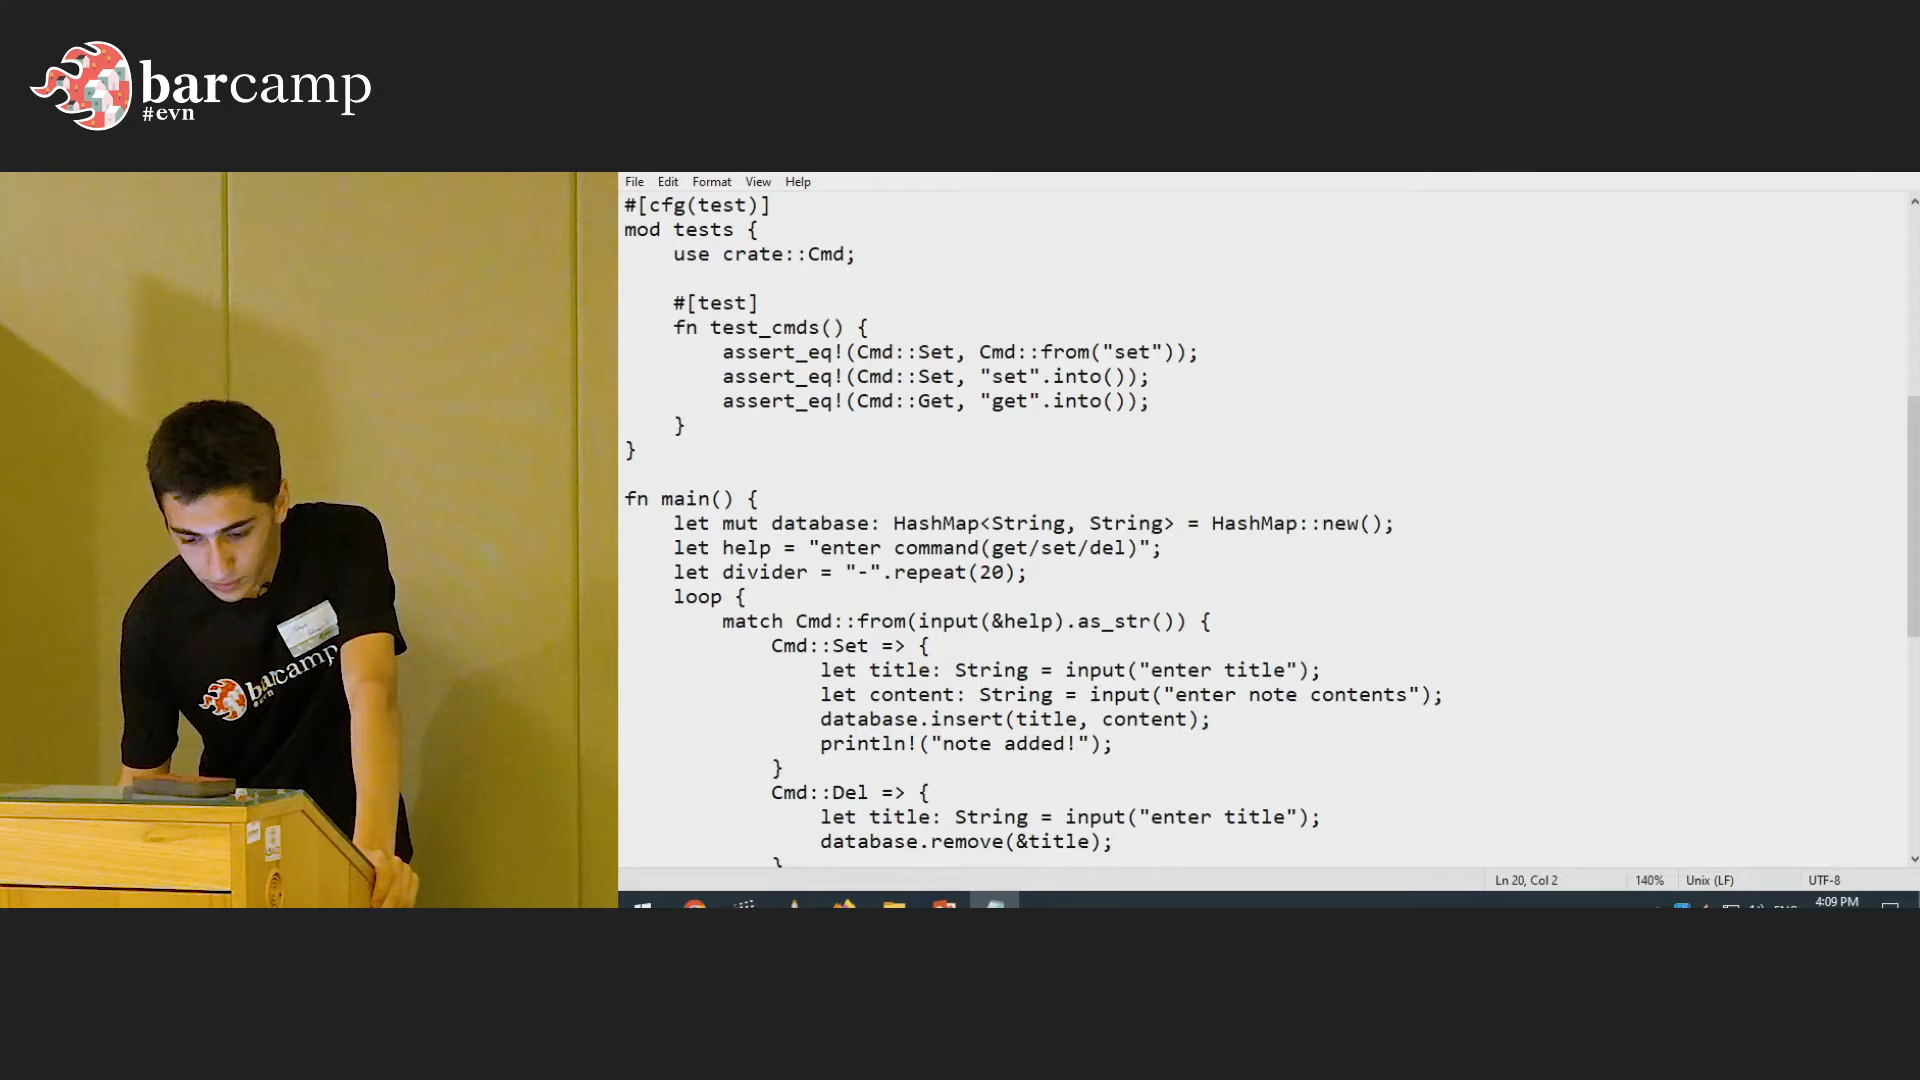 barcamp
#evn
File Edit Format View Help
#[cfg(test)]
mod tests {
    use crate::Cmd;
    #[test]
    fn test_cmds() {
        assert_eq!(Cmd::Set, Cmd::from("set"));
        assert_eq!(Cmd::Set, "set".into());
        assert_eq!(Cmd::Get, "get".into());
    }
}
fn main() {
    let mut database: HashMap<String, String> = HashMap::new();
    let help = "enter command(get/set/del)";
    let divider = "-".repeat(20);
    loop {
        match Cmd::from(input(&help).as_str()) {
            Cmd::Set => {
                let title: String = input("enter title");
                let content: String = input("enter note contents");
                database.insert(title, content);
                println!("note added!");
            }
            Cmd::Del => {
                let title: String = input("enter title");
                database.remove(&title);
            }
Ln 20, Col 2 140% Unix (LF) UTF-8
4:09 PM
barcamp